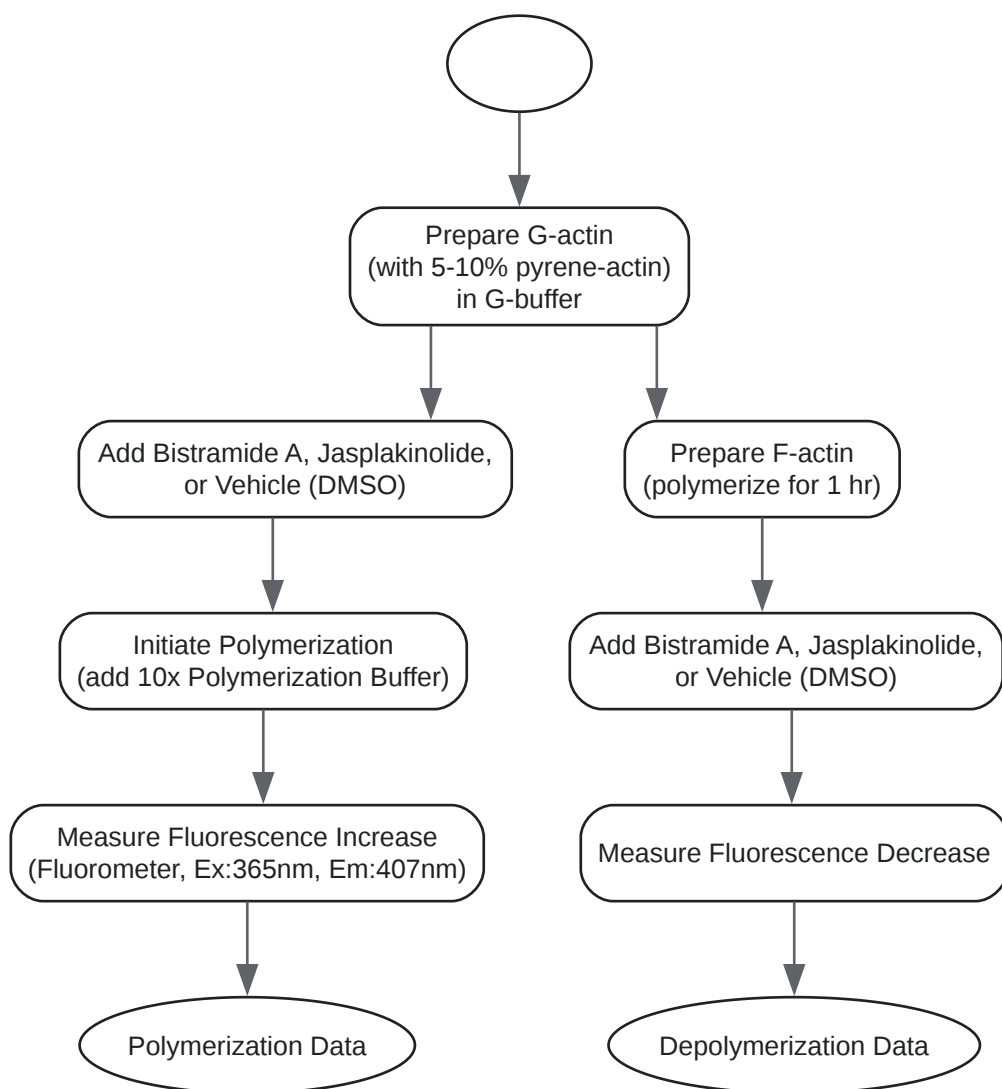 Prepare G-actin
(with 5-10% pyrene-actin)
in G-buffer
Add Bistramide A, Jasplakinolide,
or Vehicle (DMSO)
Prepare F-actin
(polymerize for 1 hr)
Initiate Polymerization
(add 10x Polymerization Buffer)
Add Bistramide A, Jasplakinolide,
or Vehicle (DMSO)
Measure Fluorescence Increase
(Fluorometer, Ex:365nm, Em:407nm)
Measure Fluorescence Decrease
Polymerization Data
Depolymerization Data